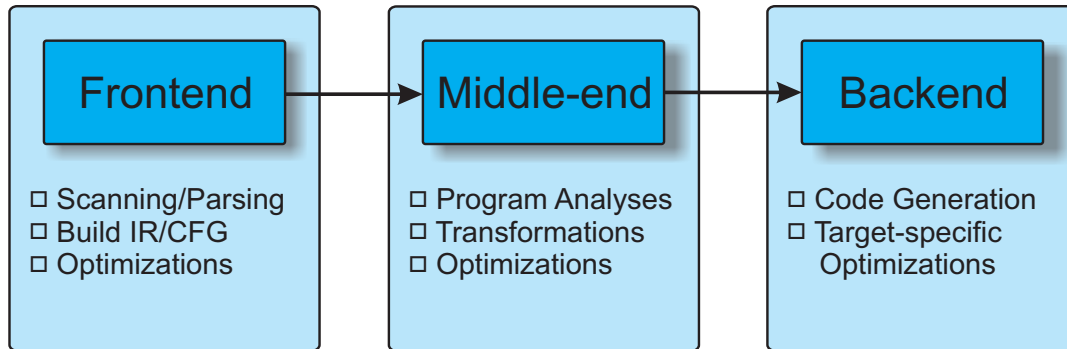 Frontend
□ Scanning/Parsing
□ Build IR/CFG
□ Optimizations
Middle-end
□ Program Analyses
□ Transformations
□ Optimizations
Backend
□ Code Generation
□ Target-specific
Optimizations